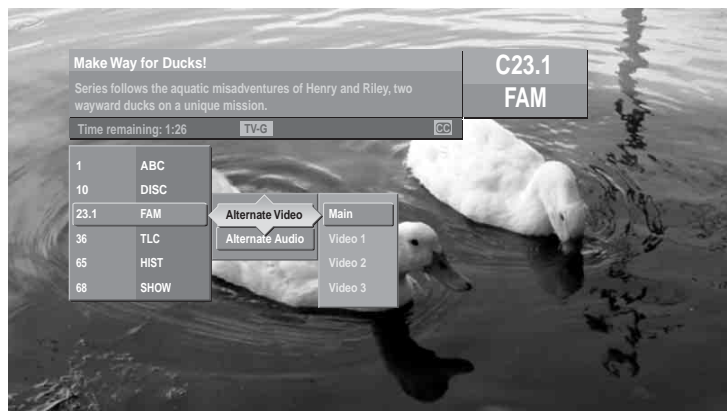 Make Way for Ducks!
Series follows the aquatic misadventures of Henry and Riley, two
wayward ducks on a unique mission.
Time remaining: 1:26 TV-G CC
C23.1
FAM
1 ABC
10 DISC
23.1 FAM
36 TLC
65 HIST
68 SHOW
Alternate Video
Alternate Audio
Main
Video 1
Video 2
Video 3